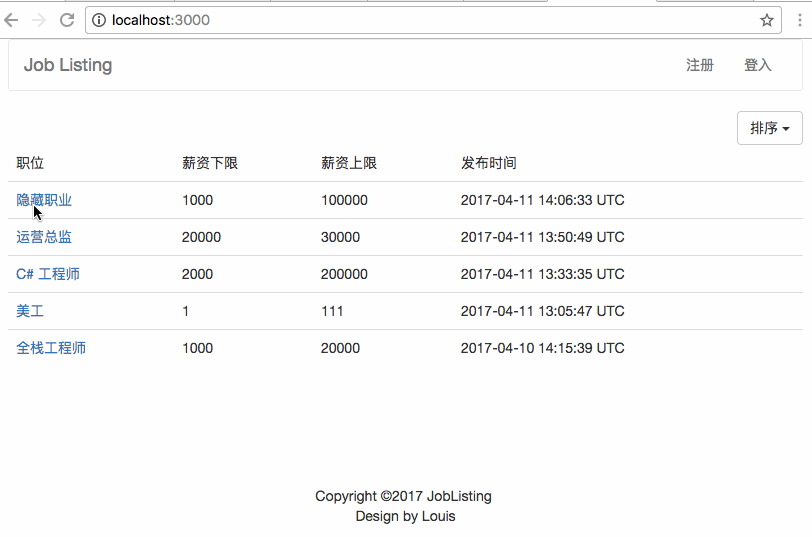 localhost:3000
Job Listing 注册 登入
排序
职位 薪资下限 薪资上限 发布时间
隐藏职业 1000 100000 2017-04-11 14:06:33 UTC
运营总监 20000 30000 2017-04-11 13:50:49 UTC
C# 工程师 2000 200000 2017-04-11 13:33:35 UTC
美工 1 111 2017-04-11 13:05:47 UTC
全栈工程师 1000 20000 2017-04-10 14:15:39 UTC
Copyright ©2017 JobListing
Design by Louis